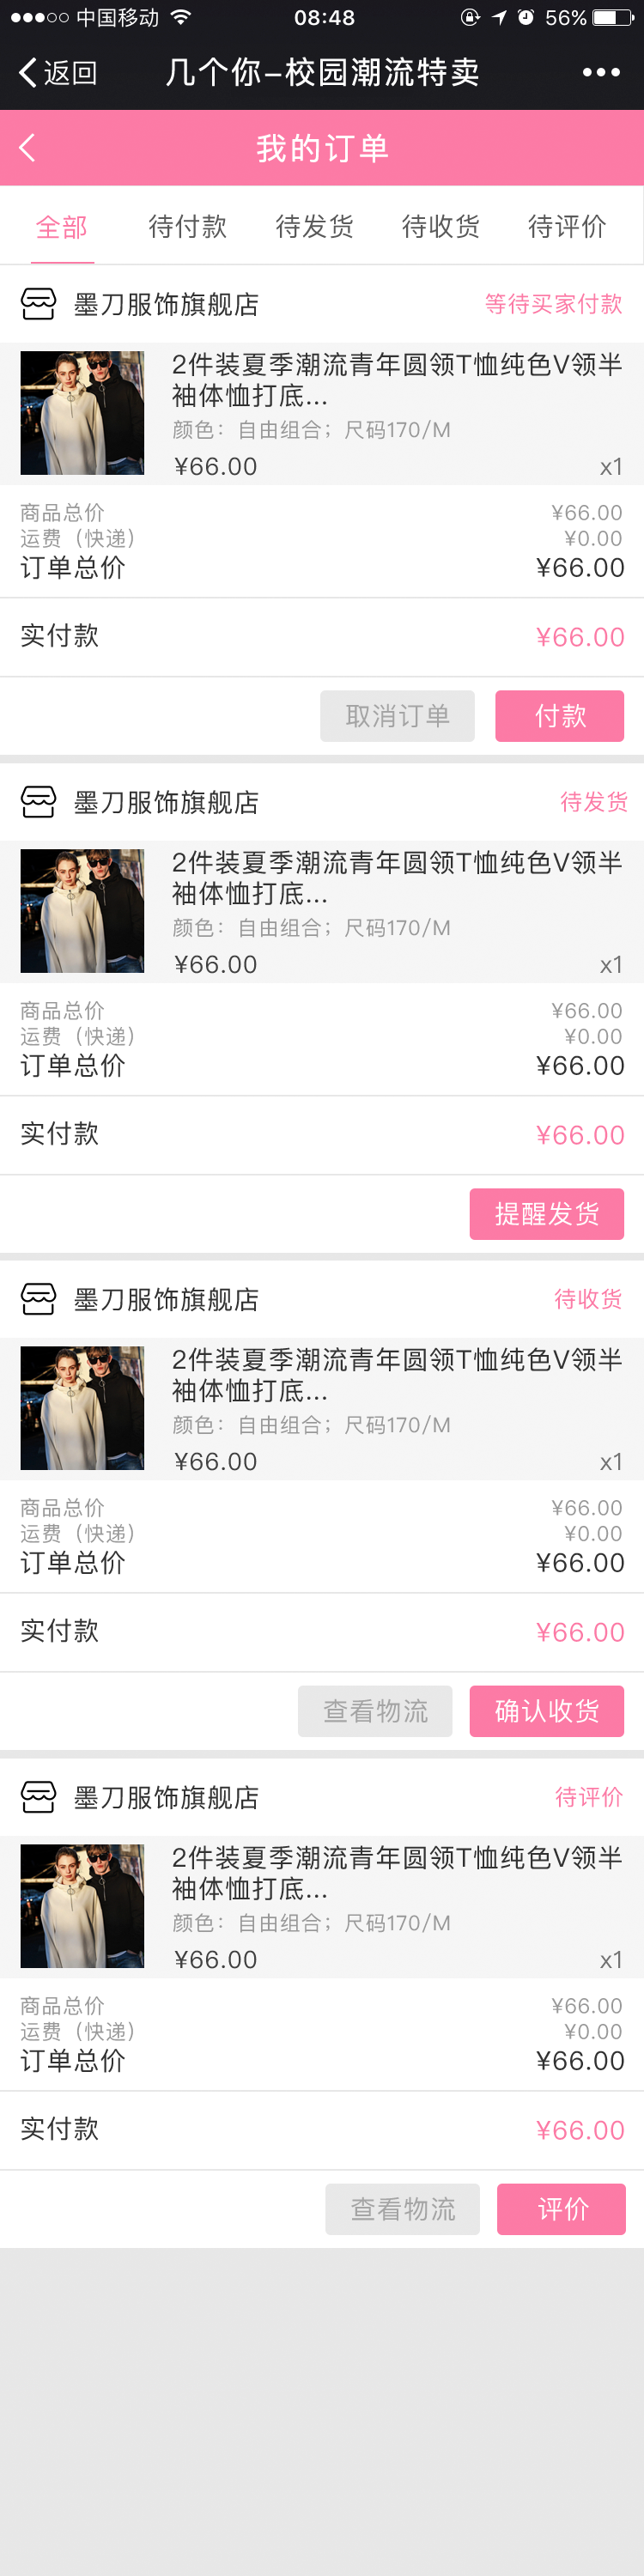 中国移动 08:48 56%
返回 几个你-校园潮流特卖
我的订单
全部 待付款 待发货 待收货 待评价
墨刀服饰旗舰店 等待买家付款
2件装夏季潮流青年圆领T恤纯色V领半
袖体恤打底...
颜色：自由组合；尺码170/M
¥66.00 x1
商品总价 ¥66.00
运费（快递） ¥0.00
订单总价 ¥66.00
实付款 ¥66.00
取消订单 付款
墨刀服饰旗舰店 待发货
2件装夏季潮流青年圆领T恤纯色V领半
袖体恤打底...
颜色：自由组合；尺码170/M
¥66.00 x1
商品总价 ¥66.00
运费（快递） ¥0.00
订单总价 ¥66.00
实付款 ¥66.00
提醒发货
墨刀服饰旗舰店 待收货
2件装夏季潮流青年圆领T恤纯色V领半
袖体恤打底...
颜色：自由组合；尺码170/M
¥66.00 x1
商品总价 ¥66.00
运费（快递） ¥0.00
订单总价 ¥66.00
实付款 ¥66.00
查看物流 确认收货
墨刀服饰旗舰店 待评价
2件装夏季潮流青年圆领T恤纯色V领半
袖体恤打底...
颜色：自由组合；尺码170/M
¥66.00 x1
商品总价 ¥66.00
运费（快递） ¥0.00
订单总价 ¥66.00
实付款 ¥66.00
查看物流 评价